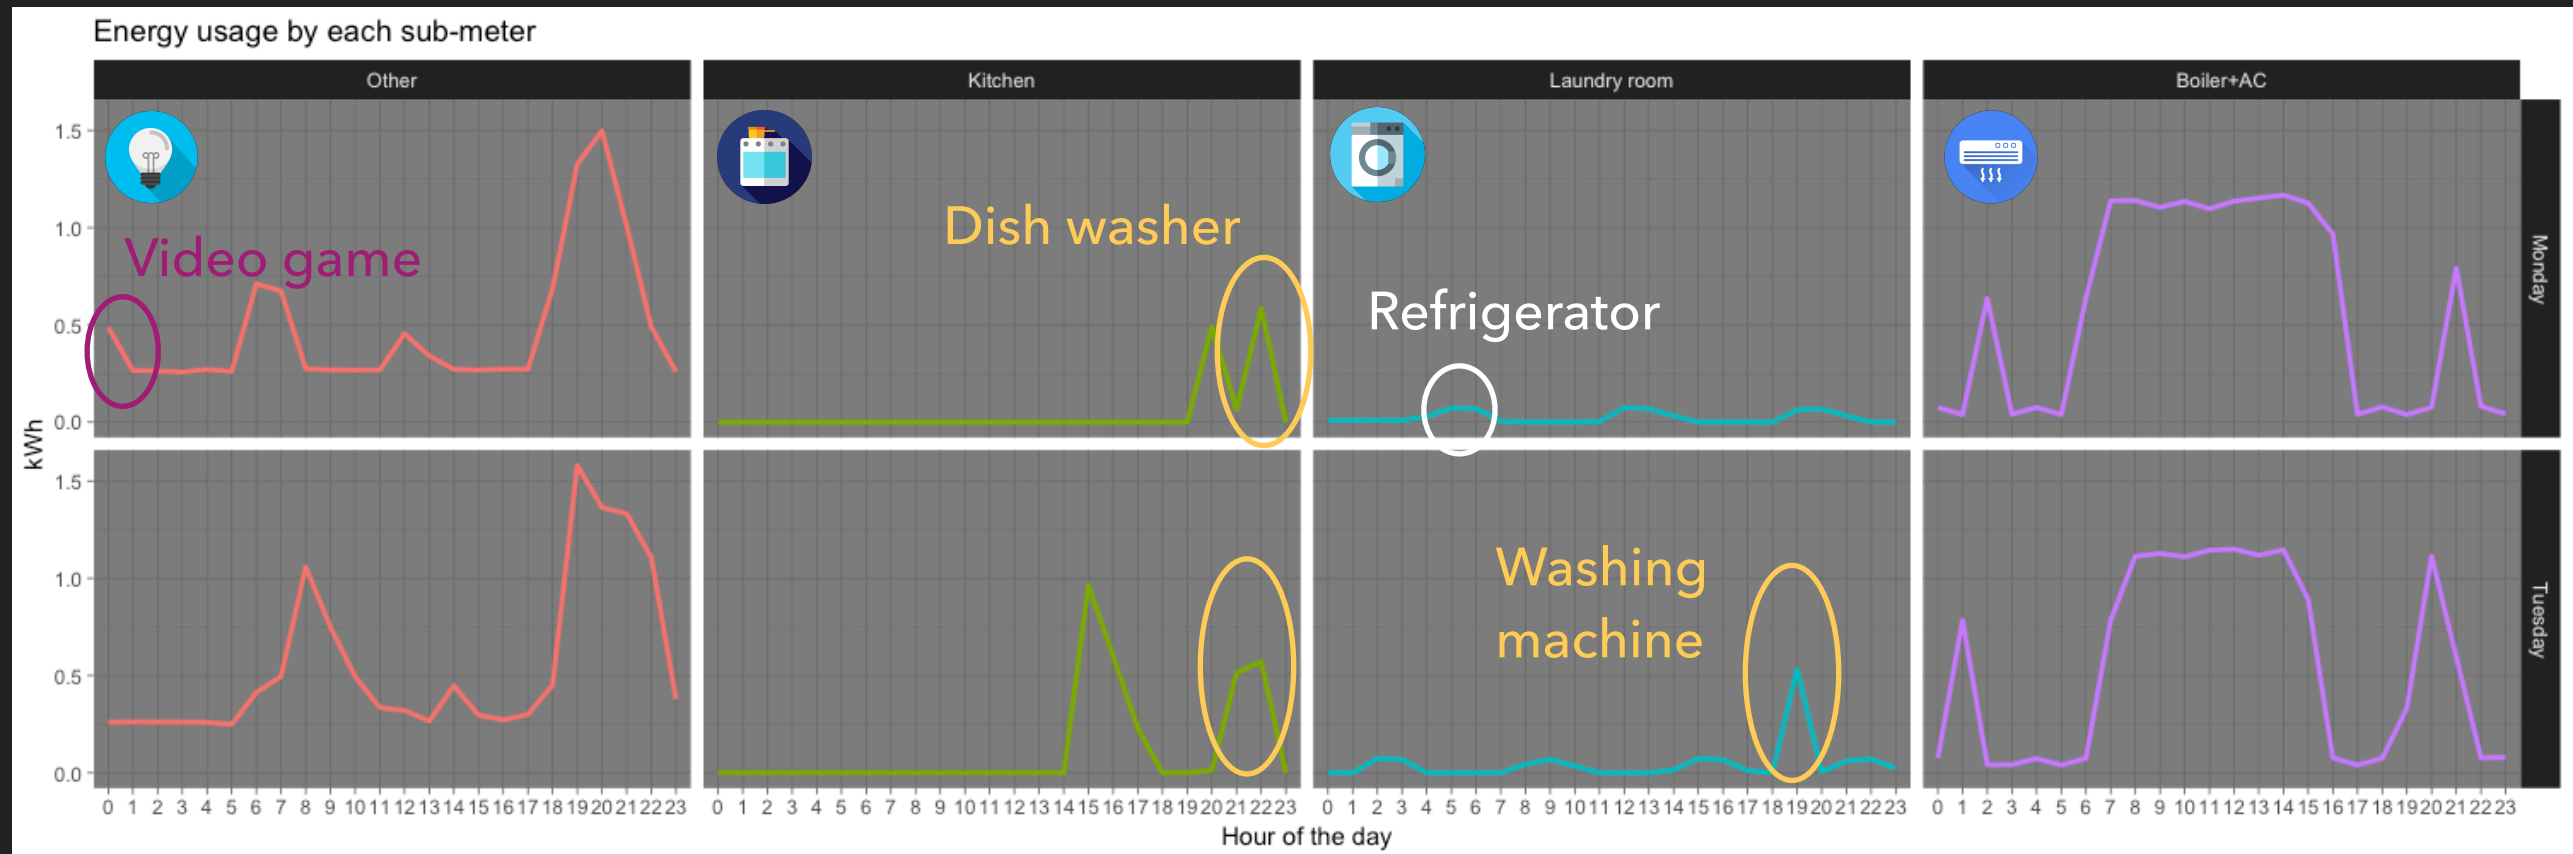 Energy usage by each sub-meter
Other
Kitchen
Laundry room
Boiler+AC
Monday
Tuesday
kWh
1.5
1.0
0.5
0.0
1.5
1.0
0.5
0.0
Video game
Dish washer
Refrigerator
Washing
machine
0 1 2 3 4 5 6 7 8 9 10 11 12 13 14 15 16 17 18 19 20 21 22 23
0 1 2 3 4 5 6 7 8 9 10 11 12 13 14 15 16 17 18 19 20 21 22 23
0 1 2 3 4 5 6 7 8 9 10 11 12 13 14 15 16 17 18 19 20 21 22 23
0 1 2 3 4 5 6 7 8 9 10 11 12 13 14 15 16 17 18 19 20 21 22 23
Hour of the day